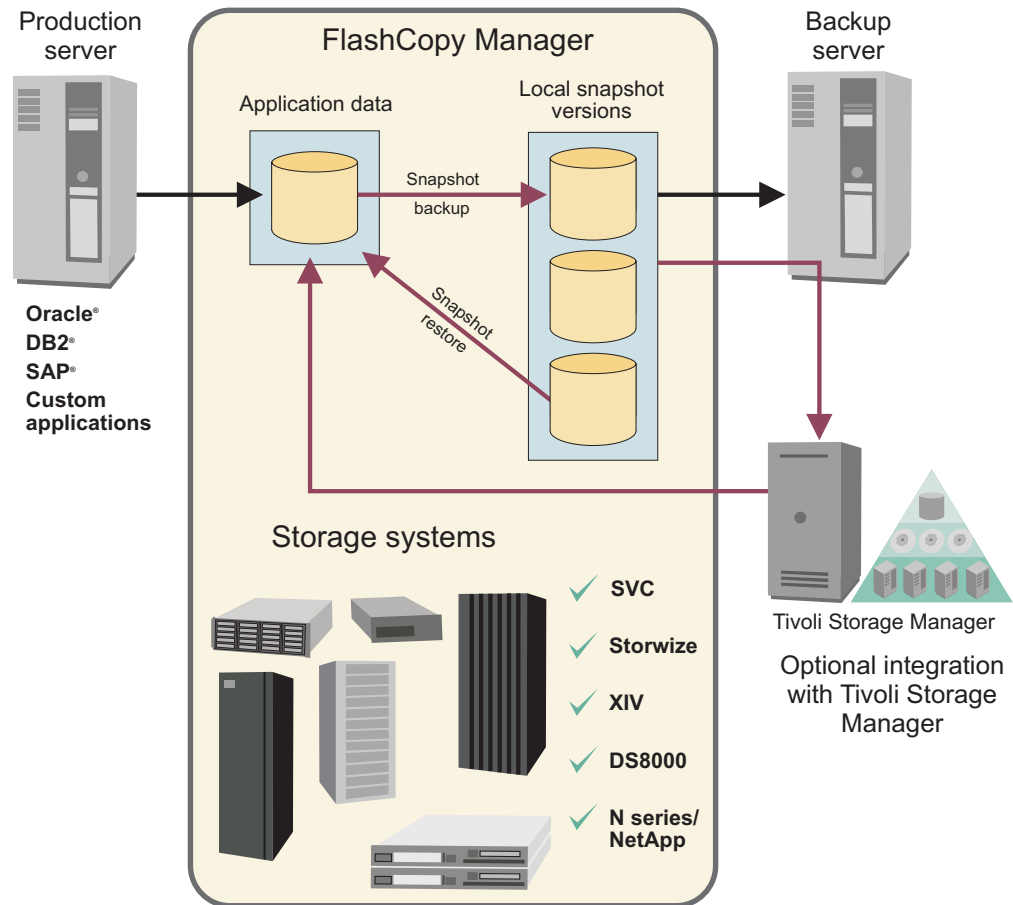 Production
server
FlashCopy Manager
Backup
server
Application data
Local snapshot
versions
Snapshot
backup
Snapshot
restore
Oracle®
DB2®
SAP®
Custom
applications
Storage systems
SVC
Storwize
XIV
DS8000
N series/
NetApp
Tivoli Storage Manager
Optional integration
with Tivoli Storage
Manager